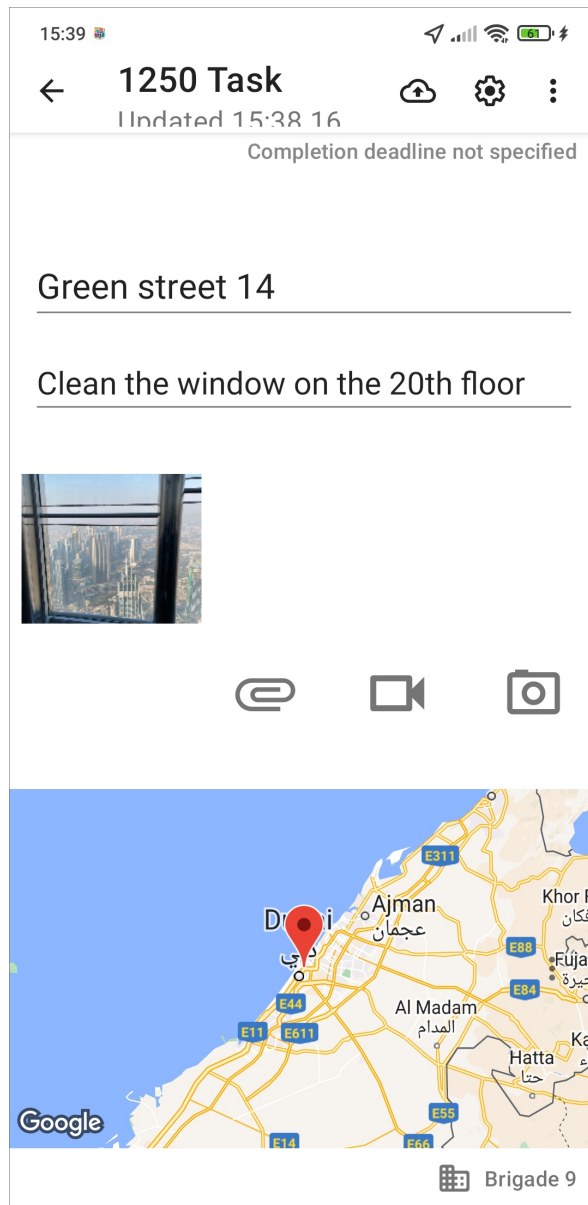 15:39
61
1250 Task
Updated 15:38 16
Completion deadline not specified
Green street 14
Clean the window on the 20th floor
E311
Ajman
عجمان
Khor F
E88
Fuja
E84
E44
Al Madam
المدام
E11 E611
Hatta
حتا
Ka
E55
Google
E14
E66
Brigade 9